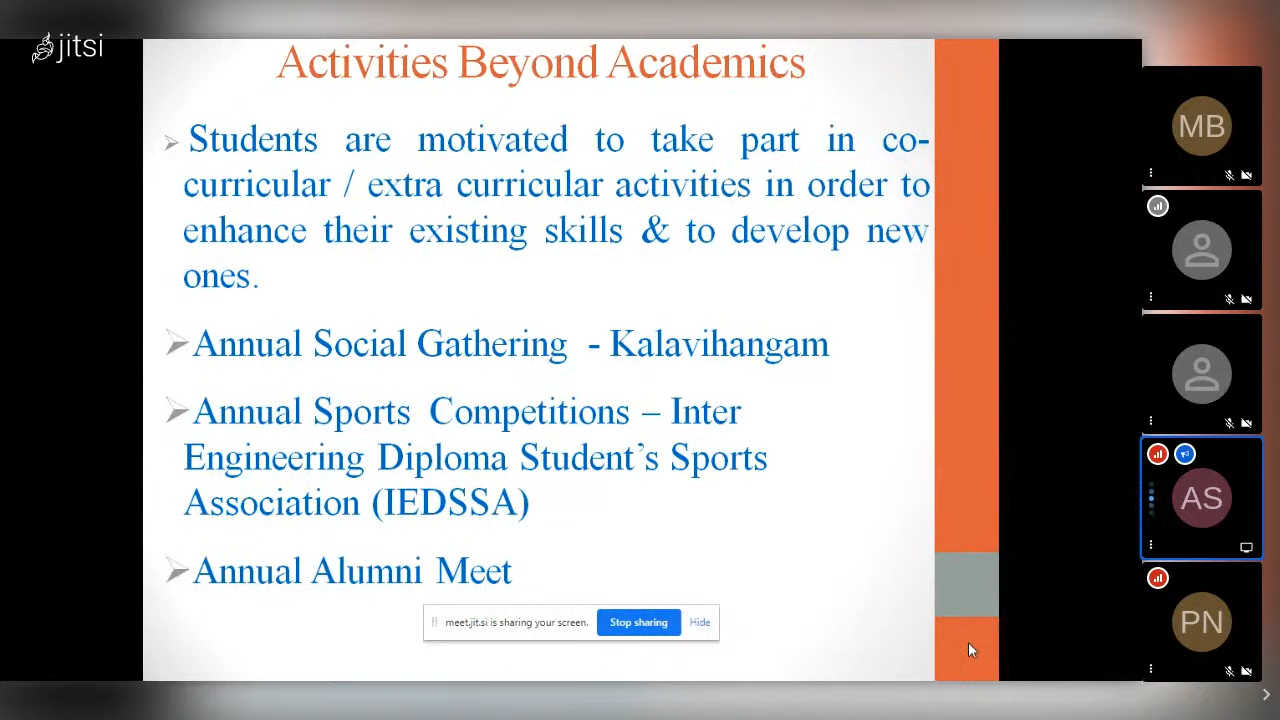 jitsi
Activities Beyond Academics
Students are motivated to take part in co-
curricular / extra curricular activities in order to
enhance their existing skills & to develop new
ones.
Annual Social Gathering - Kalavihangam
Annual Sports Competitions – Inter
Engineering Diploma Student’s Sports
Association (IEDSSA)
Annual Alumni Meet
meet.jit.si is sharing your screen. Stop sharing Hide
MB
AS
PN